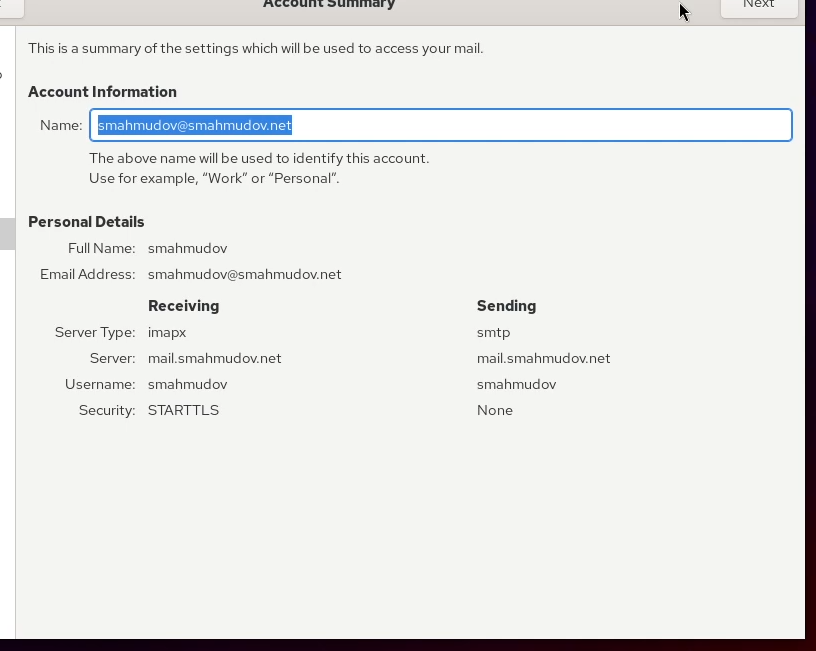 Account Summary
Next
This is a summary of the settings which will be used to access your mail.
Account Information
Name: smahmudov@smahmudov.net
The above name will be used to identify this account.
Use for example, “Work” or “Personal”.
Personal Details
Full Name: smahmudov
Email Address: smahmudov@smahmudov.net
Receiving Sending
Server Type: imapx smtp
Server: mail.smahmudov.net mail.smahmudov.net
Username: smahmudov smahmudov
Security: STARTTLS None